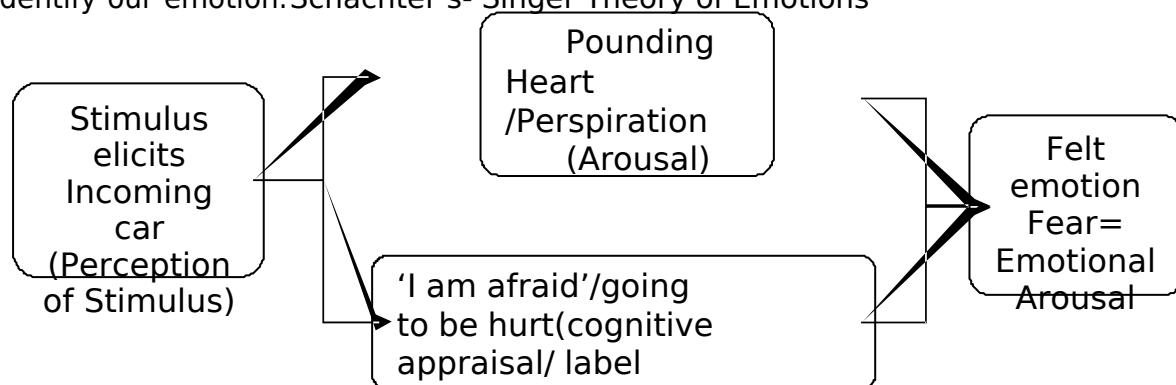 identify our emotion.Schachter's- Singer Theory of Emotions
Pounding
Heart
/Perspiration
(Arousal)
Stimulus
elicits
Incoming
car
(Perception
of Stimulus)
'I am afraid'/going
to be hurt(cognitive
appraisal/ label
Felt
emotion
Fear=
Emotional
Arousal